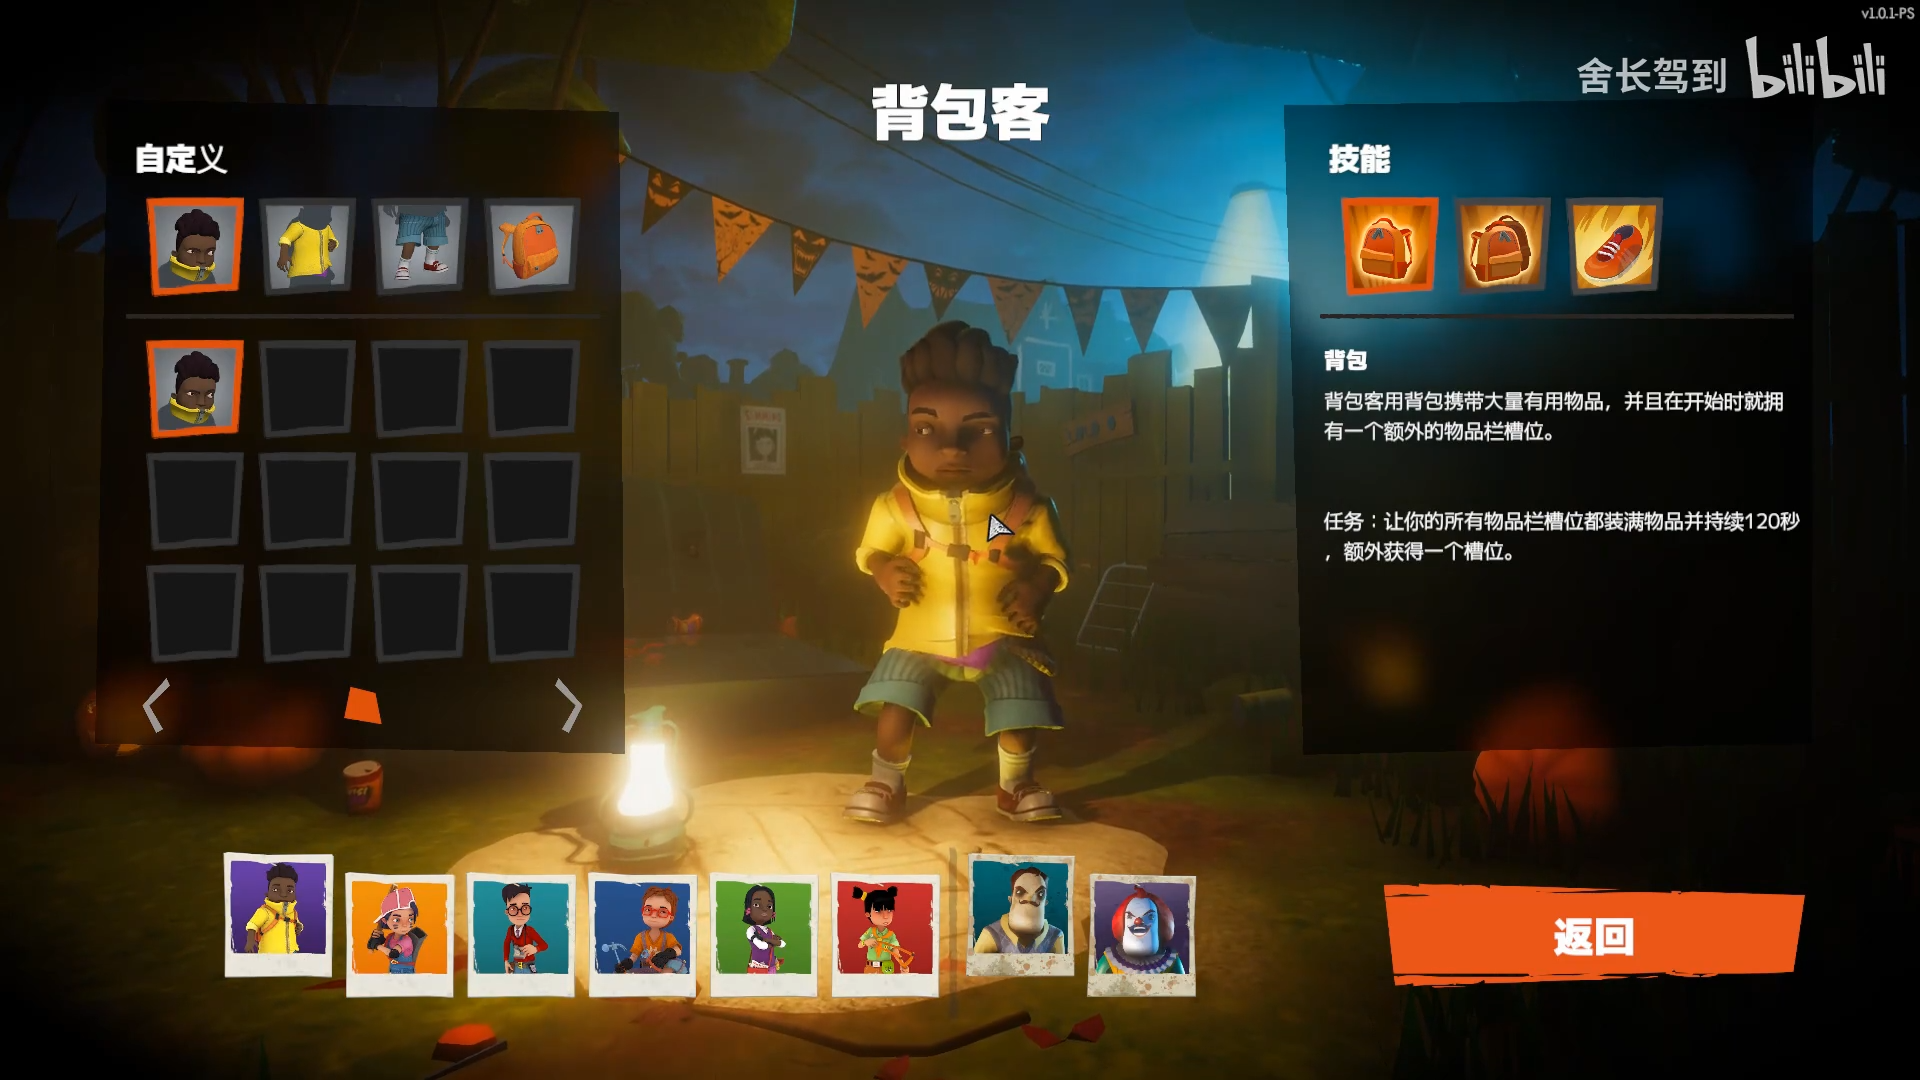 v1.0.1-PS
舍长驾到 bilibili
背包客
自定义
技能
背包
背包客用背包携带大量有用物品，并且在开始时就拥
有一个额外的物品栏槽位。
任务：让你的所有物品栏槽位都装满物品并持续120秒
，额外获得一个槽位。
返回